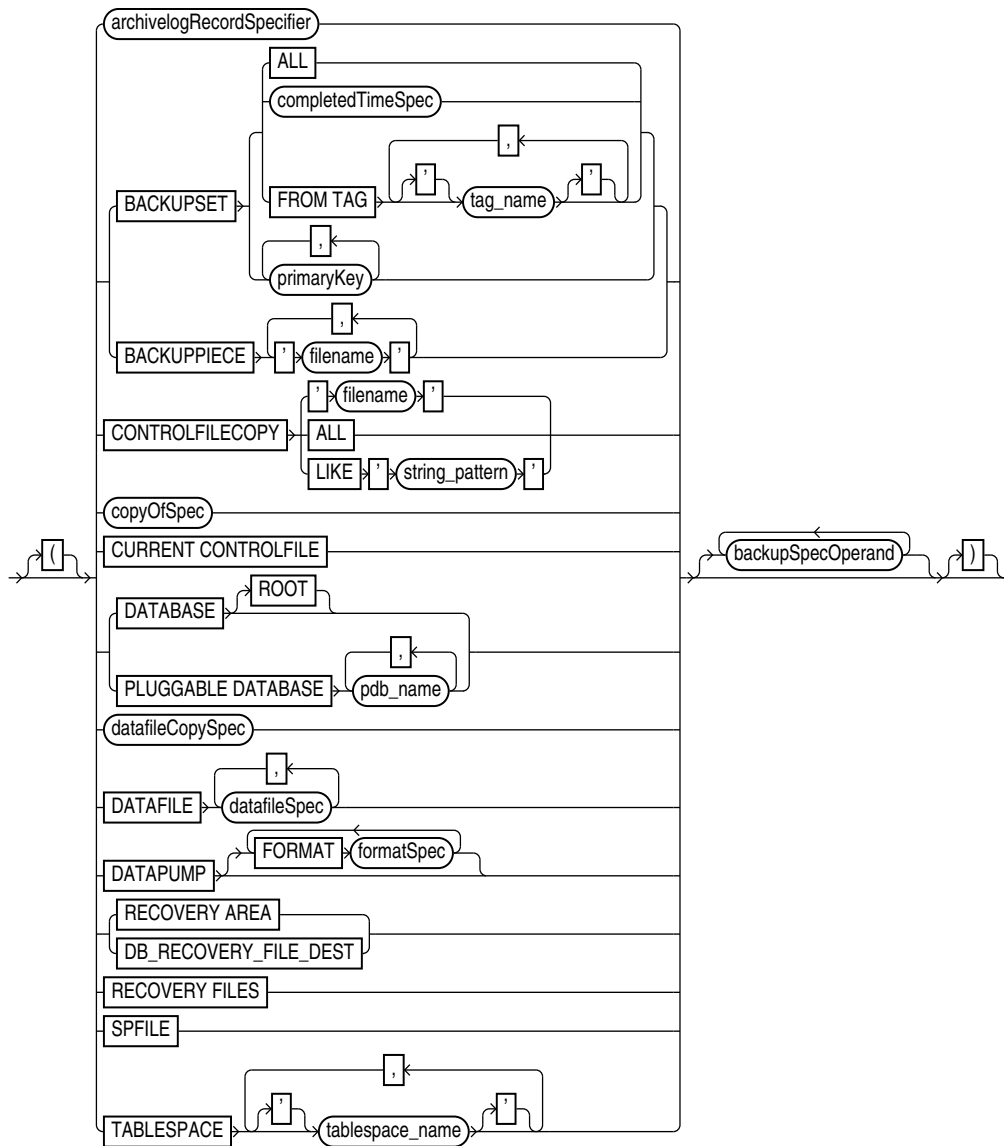 archivelogRecordSpecifier
ALL
completedTimeSpec
,
' '
FROM TAG tag_name
BACKUPSET
,
primaryKey
,
BACKUPPIECE ' filename '
' filename '
CONTROLFILECOPY ALL
LIKE ' string_pattern '
copyOfSpec
( CURRENT CONTROLFILE backupSpecOperand )
ROOT
DATABASE
,
PLUGGABLE DATABASE pdb_name
datafileCopySpec
,
DATAFILE datafileSpec
FORMAT formatSpec
DATAPUMP
RECOVERY AREA
DB_RECOVERY_FILE_DEST
RECOVERY FILES
SPFILE
,
' '
TABLESPACE tablespace_name